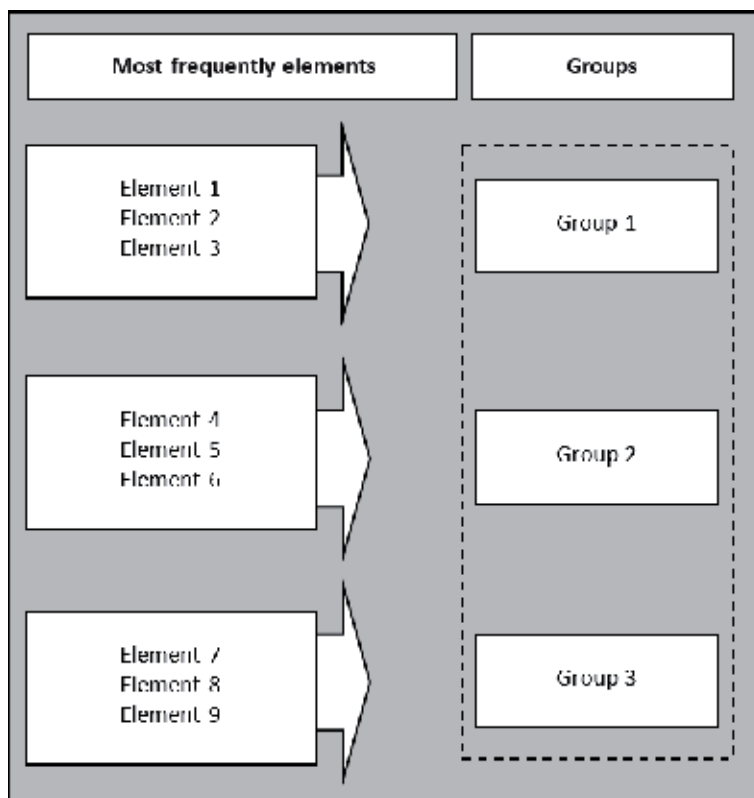 Most frequently elements
Groups
Element 1
Element 2
Element 3
Group 1
Element 4
Element 5
Element 6
Group 2
Element 7
Element 8
Element 9
Group 3